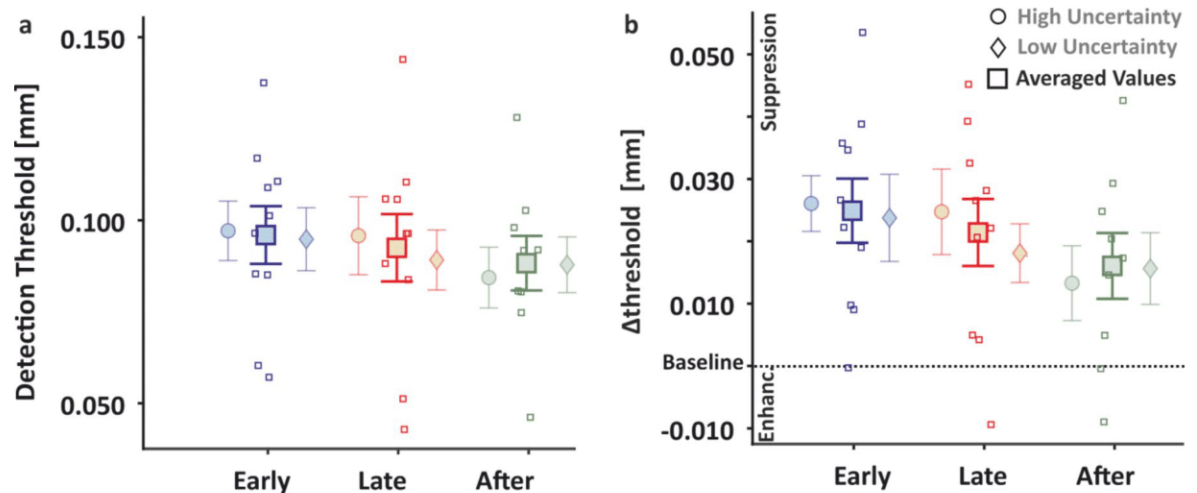 a
0.150
0.100
0.050
Detection Threshold [mm]
Early Late After
b
High Uncertainty
Low Uncertainty
Averaged Values
Suppression
0.050
0.030
0.010
Baseline
-0.010
Enhanc.
Δthreshold [mm]
Early Late After